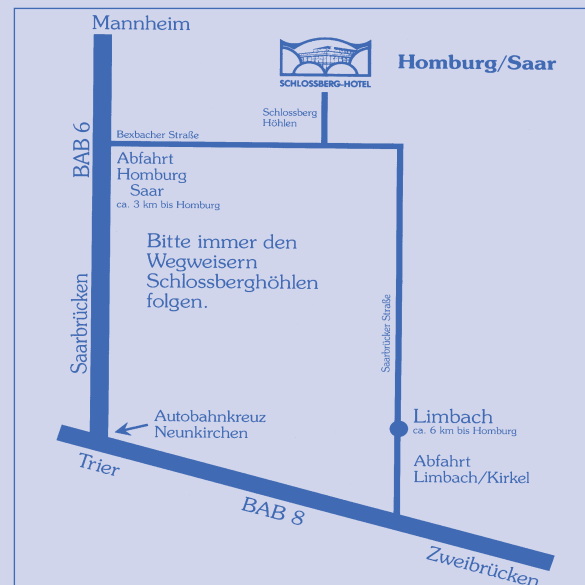 Mannheim
SCHLOSSBERG-HOTEL
Homburg/Saar
Schlossberg
Höhlen
Bexbacher Straße
BAB 6
Abfahrt
Homburg
Saar
ca. 3 km bis Homburg
Bitte immer den
Wegweisern
Schlossberghöhlen
folgen.
Saarbrücken
Saarbrücker Straße
Autobahnkreuz
Neunkirchen
Limbach
ca. 6 km bis Homburg
Abfahrt
Limbach/Kirkel
Trier
BAB 8
Zweibrücken